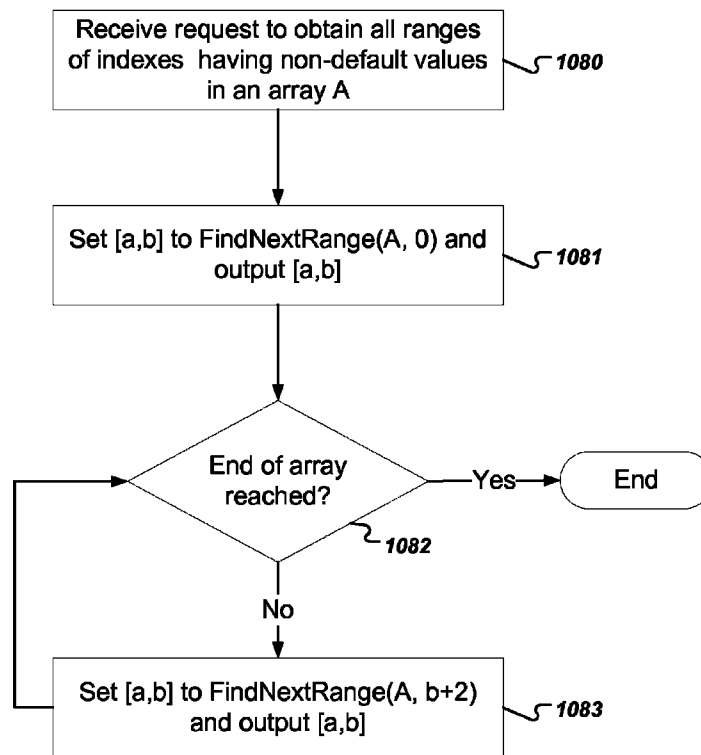 Receive request to obtain all ranges
of indexes having non-default values
in an array A
1080
Set [a,b] to FindNextRange(A, 0) and
output [a,b]
1081
End of array
reached?
Yes
End
1082
No
Set [a,b] to FindNextRange(A, b+2)
and output [a,b]
1083